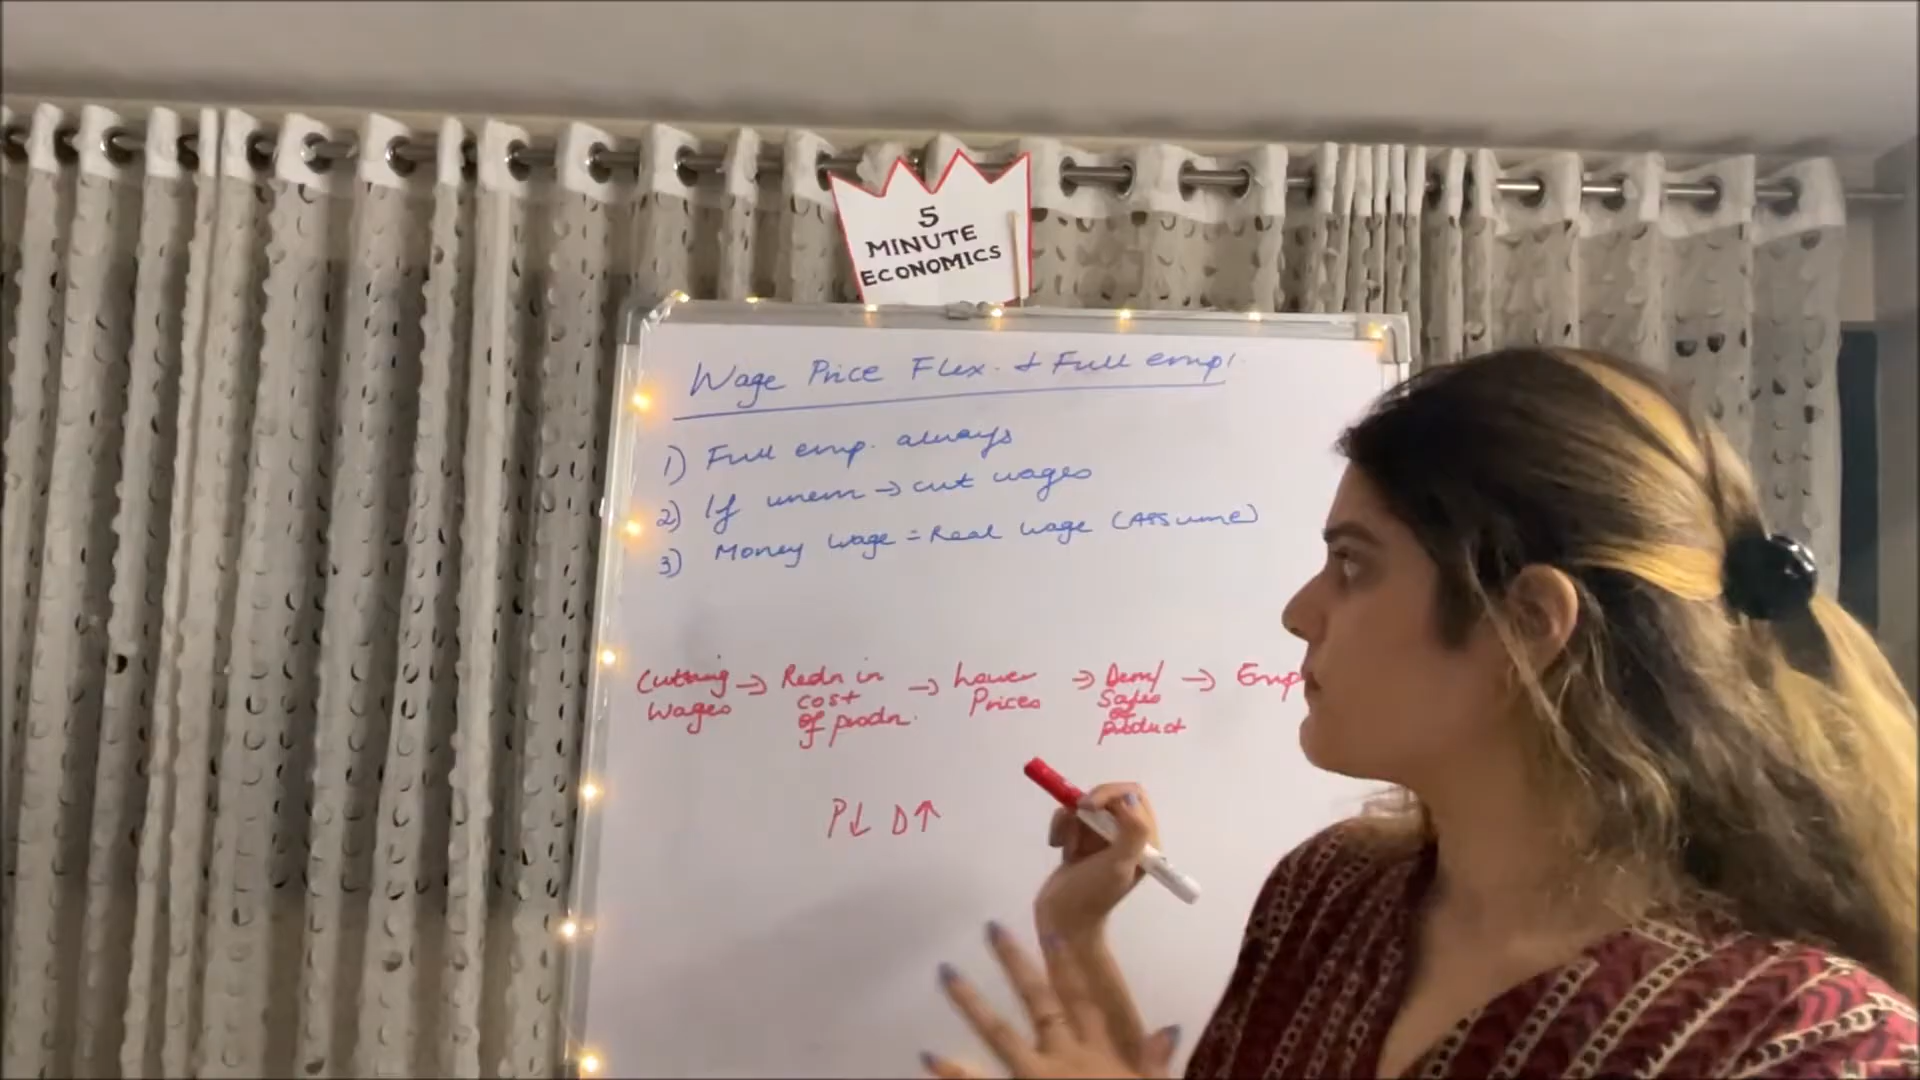 5
MINUTE
ECONOMICS
Wage Price Flex. + Full empl.
1) Full emp. always
2) If unem → cut wages
3) Money wage = Real wage (Assume)
Cutting → Redn in → Lower → Dem/ → Emp
Wages cost Prices Sales
of prodn. of
product
P↓ D↑